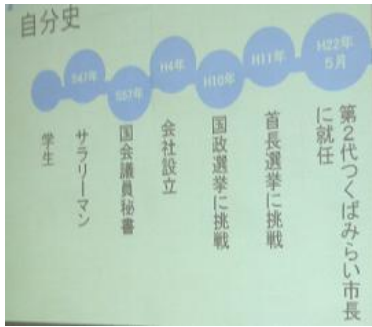 自分史
学生
S47年
サラリーマン
S57年
国会議員秘書
H4年
会社設立
H10年
国政選挙に挑戦
H11年
首長選挙に挑戦
H22年
5月
第2代つくばみらい市長
に就任